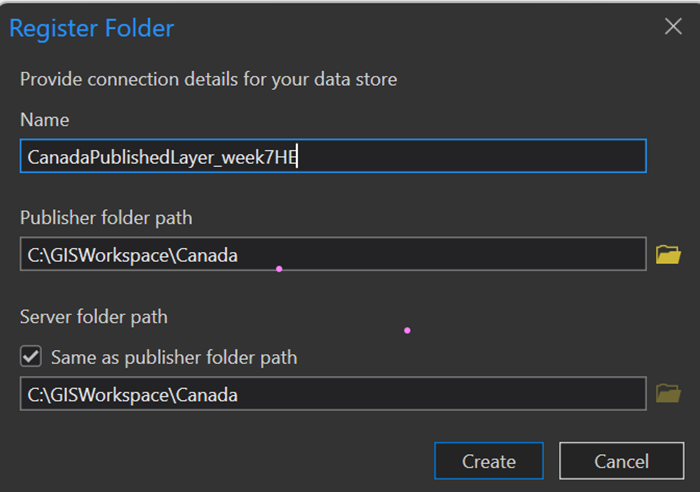 Register Folder
Provide connection details for your data store
Name
CanadaPublishedLayer_week7HE
Publisher folder path
C:\GISWorkspace\Canada
Server folder path
Same as publisher folder path
C:\GISWorkspace\Canada
Create Cancel